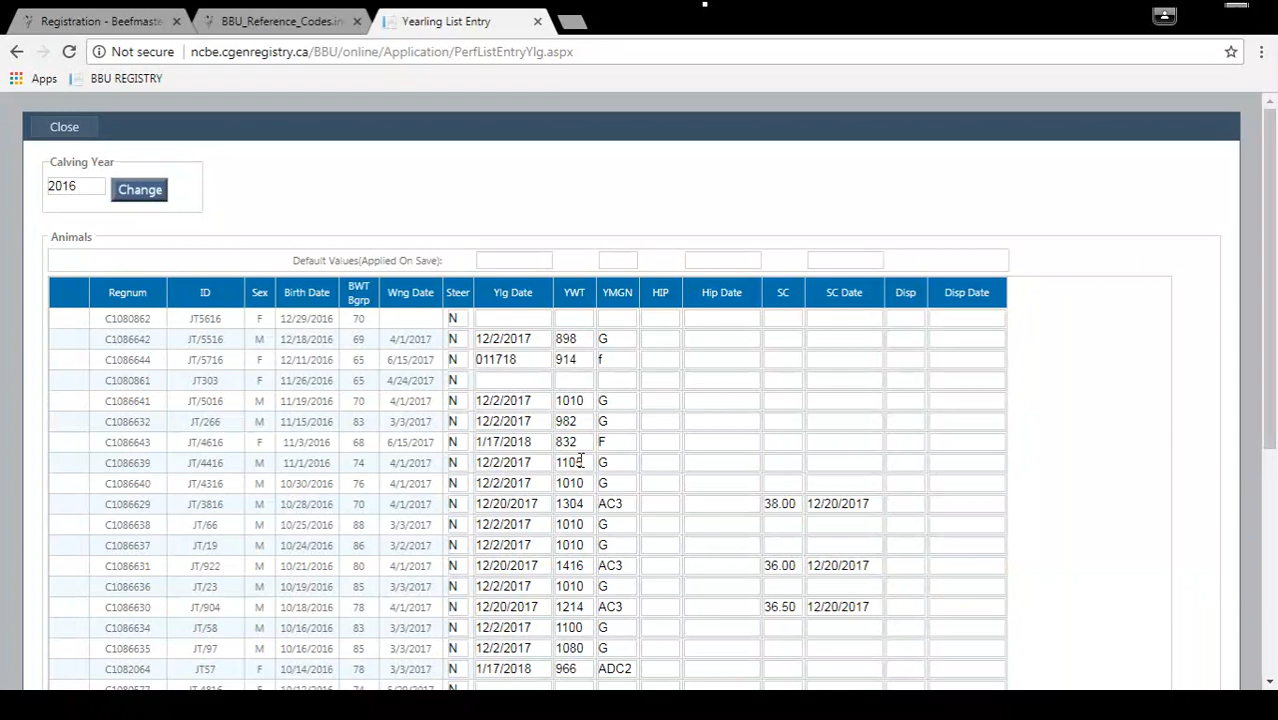 Registration - Beefmaste
BBU_Reference_Codes.in
Yearling List Entry
Not secure ncbe.cgenregistry.ca/BBU/online/Application/PerfListEntryYlg.aspx
Apps BBU REGISTRY
Close
Calving Year
2016 Change
Animals
Default Values(Applied On Save):
Regnum ID Sex Birth Date BWT Bgrp Wng Date Steer Ylg Date YWT YMGN HIP Hip Date SC SC Date Disp Disp Date
C1080862 JT5616 F 12/29/2016 70 N
C1086642 JT/5516 M 12/18/2016 69 4/1/2017 N 12/2/2017 898 G
C1086644 JT/5716 F 12/11/2016 65 6/15/2017 N 011718 914 f
C1080861 JT303 F 11/26/2016 65 4/24/2017 N
C1086641 JT/5016 M 11/19/2016 70 4/1/2017 N 12/2/2017 1010 G
C1086632 JT/266 M 11/15/2016 83 3/3/2017 N 12/2/2017 982 G
C1086643 JT/4616 F 11/3/2016 68 6/15/2017 N 1/17/2018 832 F
C1086639 JT/4416 M 11/1/2016 74 4/1/2017 N 12/2/2017 1105 G
C1086640 JT/4316 M 10/30/2016 76 4/1/2017 N 12/2/2017 1010 G
C1086629 JT/3816 M 10/28/2016 70 4/1/2017 N 12/20/2017 1304 AC3 38.00 12/20/2017
C1086638 JT/66 M 10/25/2016 88 3/3/2017 N 12/2/2017 1010 G
C1086637 JT/19 M 10/24/2016 86 3/2/2017 N 12/2/2017 1010 G
C1086631 JT/922 M 10/21/2016 80 4/1/2017 N 12/20/2017 1416 AC3 36.00 12/20/2017
C1086636 JT/23 M 10/19/2016 85 3/3/2017 N 12/2/2017 1010 G
C1086630 JT/904 M 10/18/2016 78 4/1/2017 N 12/20/2017 1214 AC3 36.50 12/20/2017
C1086634 JT/58 M 10/16/2016 83 3/3/2017 N 12/2/2017 1100 G
C1086635 JT/97 M 10/16/2016 85 3/3/2017 N 12/2/2017 1080 G
C1082064 JT57 F 10/14/2016 78 3/3/2017 N 1/17/2018 966 ADC2